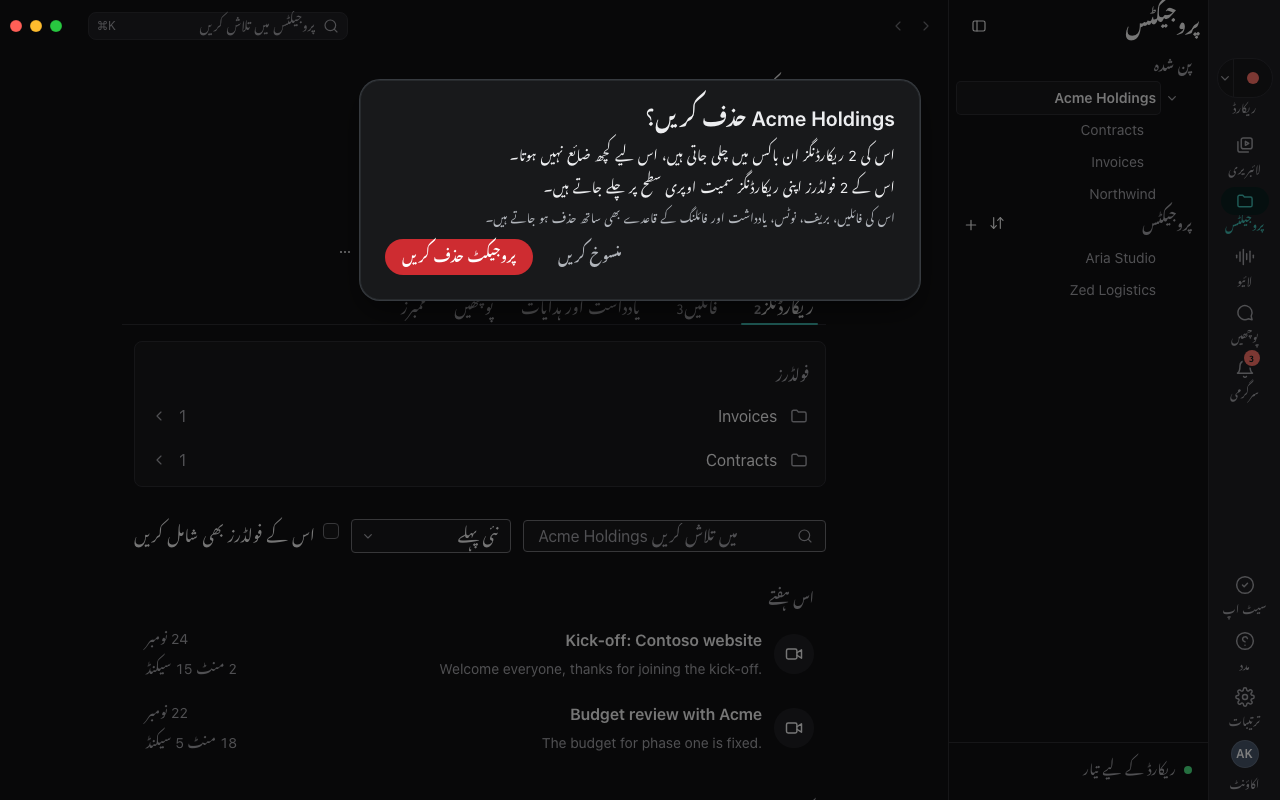 ریکارڈ
لائبریری
پروجیکٹس
لائیو
پوچھیں
3
سرگرمی
سیٹ اپ
مدد
ترتیبات
AK
اکاؤنٹ
پروجیکٹس
پن شدہ
Acme Holdings
Contracts
Invoices
Northwind
پروجیکٹس
Aria Studio
Zed Logistics
ریکارڈ کے لیے تیار
پروجیکٹس میں تلاش کریں ⌘K
Acme Holdings حذف کریں؟
اس کی 2 ریکارڈنگز ان باکس میں چلی جاتی ہیں، اس لیے کچھ ضائع نہیں ہوتا۔
اس کے 2 فولڈرز اپنی ریکارڈنگز سمیت اوپری سطح پر چلے جاتے ہیں۔
اس کی فائلیں، بریف، نوٹس، یادداشت اور فائلنگ کے قاعدے بھی ساتھ حذف ہو جاتے ہیں۔
منسوخ کریں
پروجیکٹ حذف کریں
ریکارڈنگز 2 فائلیں 3 یادداشت اور ہدایات پوچھیں ممبرز
فولڈرز
Invoices 1
Contracts 1
Acme Holdings میں تلاش کریں
نئی پہلے
اس کے فولڈرز بھی شامل کریں
اس ہفتے
Kick-off: Contoso website
24 نومبر
Welcome everyone, thanks for joining the kick-off.
2 منٹ 15 سیکنڈ
Budget review with Acme
22 نومبر
The budget for phase one is fixed.
18 منٹ 5 سیکنڈ